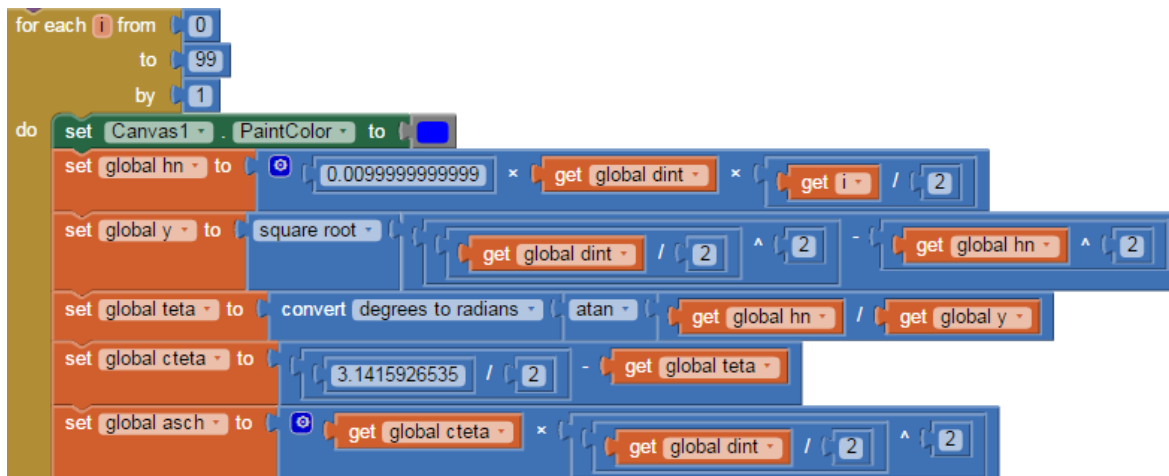 for each i from 0
to 99
by 1
do set Canvas1 . PaintColor to
set global hn to 0.0099999999999 × get global dint × get i / 2
set global y to square root get global dint / 2 ^ 2 - get global hn ^ 2
set global teta to convert degrees to radians atan get global hn / get global y
set global cteta to 3.1415926535 / 2 - get global teta
set global asch to get global cteta × get global dint / 2 ^ 2